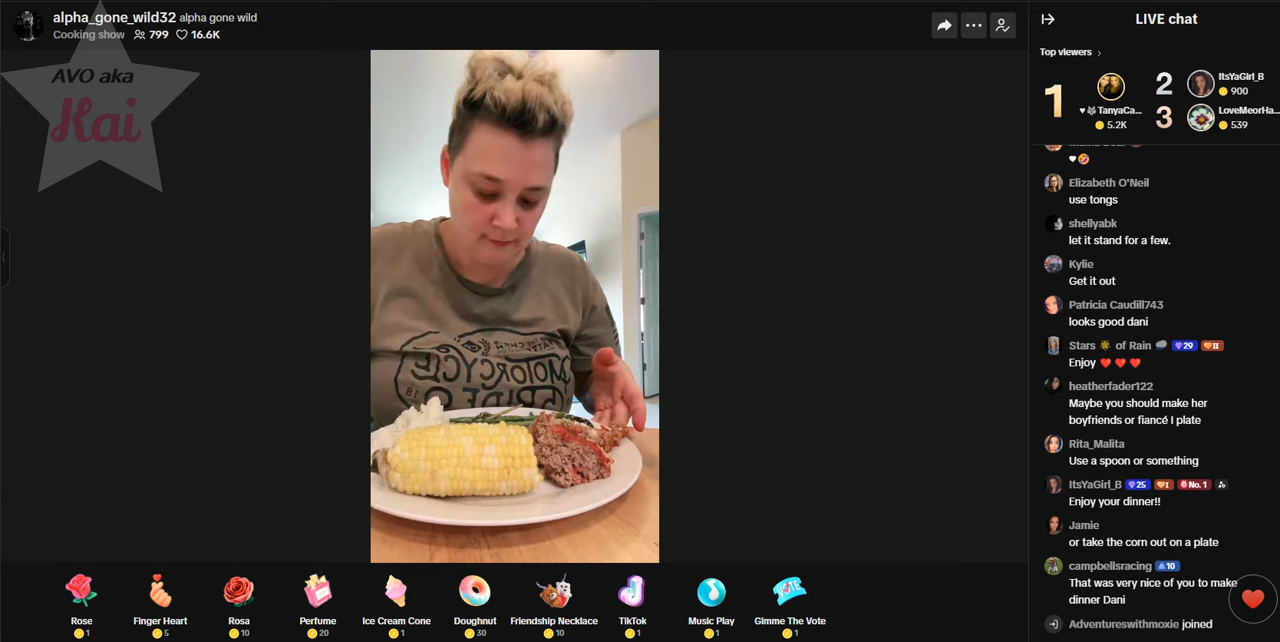 alpha_gone_wild32 alpha gone wild
Cooking show 799 16.6K
AVO aka
Kai
MOTORCYCLE
LIVE chat
Top viewers >
1
TanyaCa...
5.2K
2
ItsYaGirl_B
900
3
LoveMeorHa...
539
Elizabeth O'Neil
use tongs
shellyabk
let it stand for a few.
Kylie
Get it out
Patricia Caudill743
looks good dani
Stars of Rain 29 II
Enjoy
heatherfader122
Maybe you should make her
boyfriends or fiancé I plate
Rita_Malita
Use a spoon or something
ItsYaGirl_B 25 I No. 1
Enjoy your dinner!!
Jamie
or take the corn out on a plate
campbellsracing 10
That was very nice of you to make
dinner Dani
Adventureswithmoxie joined
Rose
1
Finger Heart
5
Rosa
10
Perfume
20
Ice Cream Cone
1
Doughnut
30
Friendship Necklace
10
TikTok
1
Music Play
1
Gimme The Vote
1